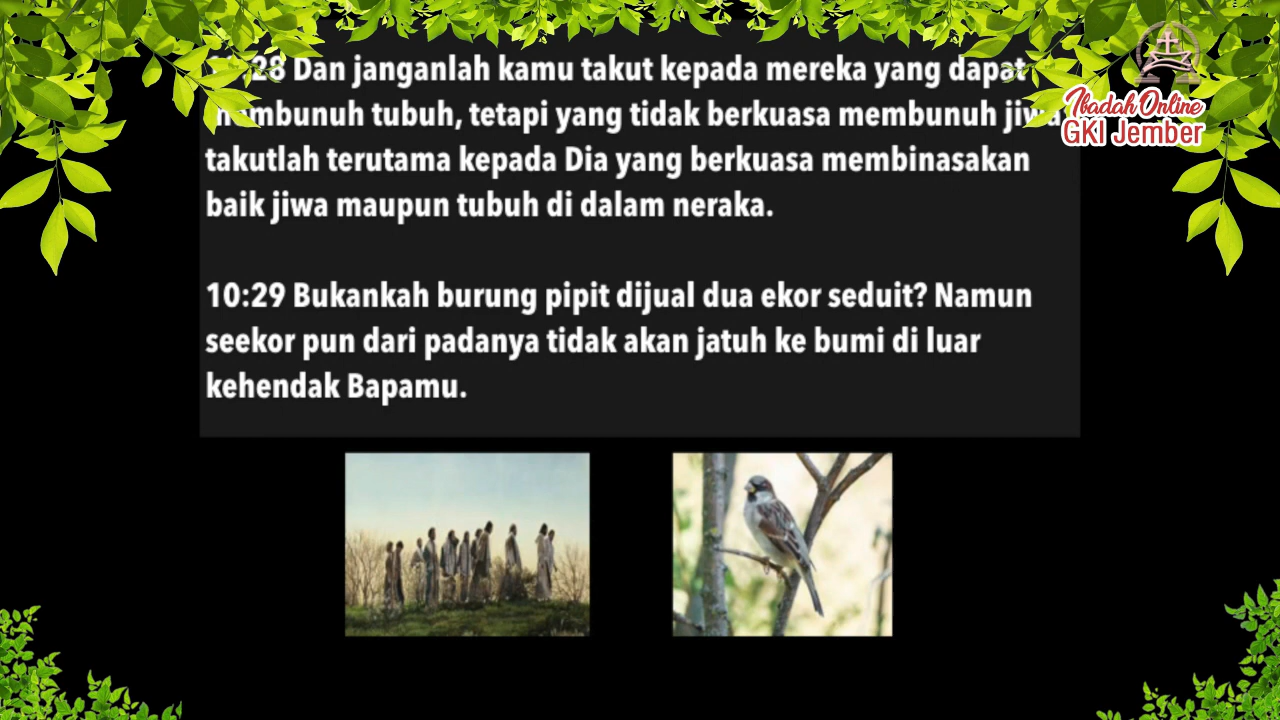 28 Dan janganlah kamu takut kepada mereka yang dapat
membunuh tubuh, tetapi yang tidak berkuasa membunuh jiwa
takutlah terutama kepada Dia yang berkuasa membinasakan
baik jiwa maupun tubuh di dalam neraka.
10:29 Bukankah burung pipit dijual dua ekor seduit? Namun
seekor pun dari padanya tidak akan jatuh ke bumi di luar
kehendak Bapamu.
Ibadah Online
GKI Jember